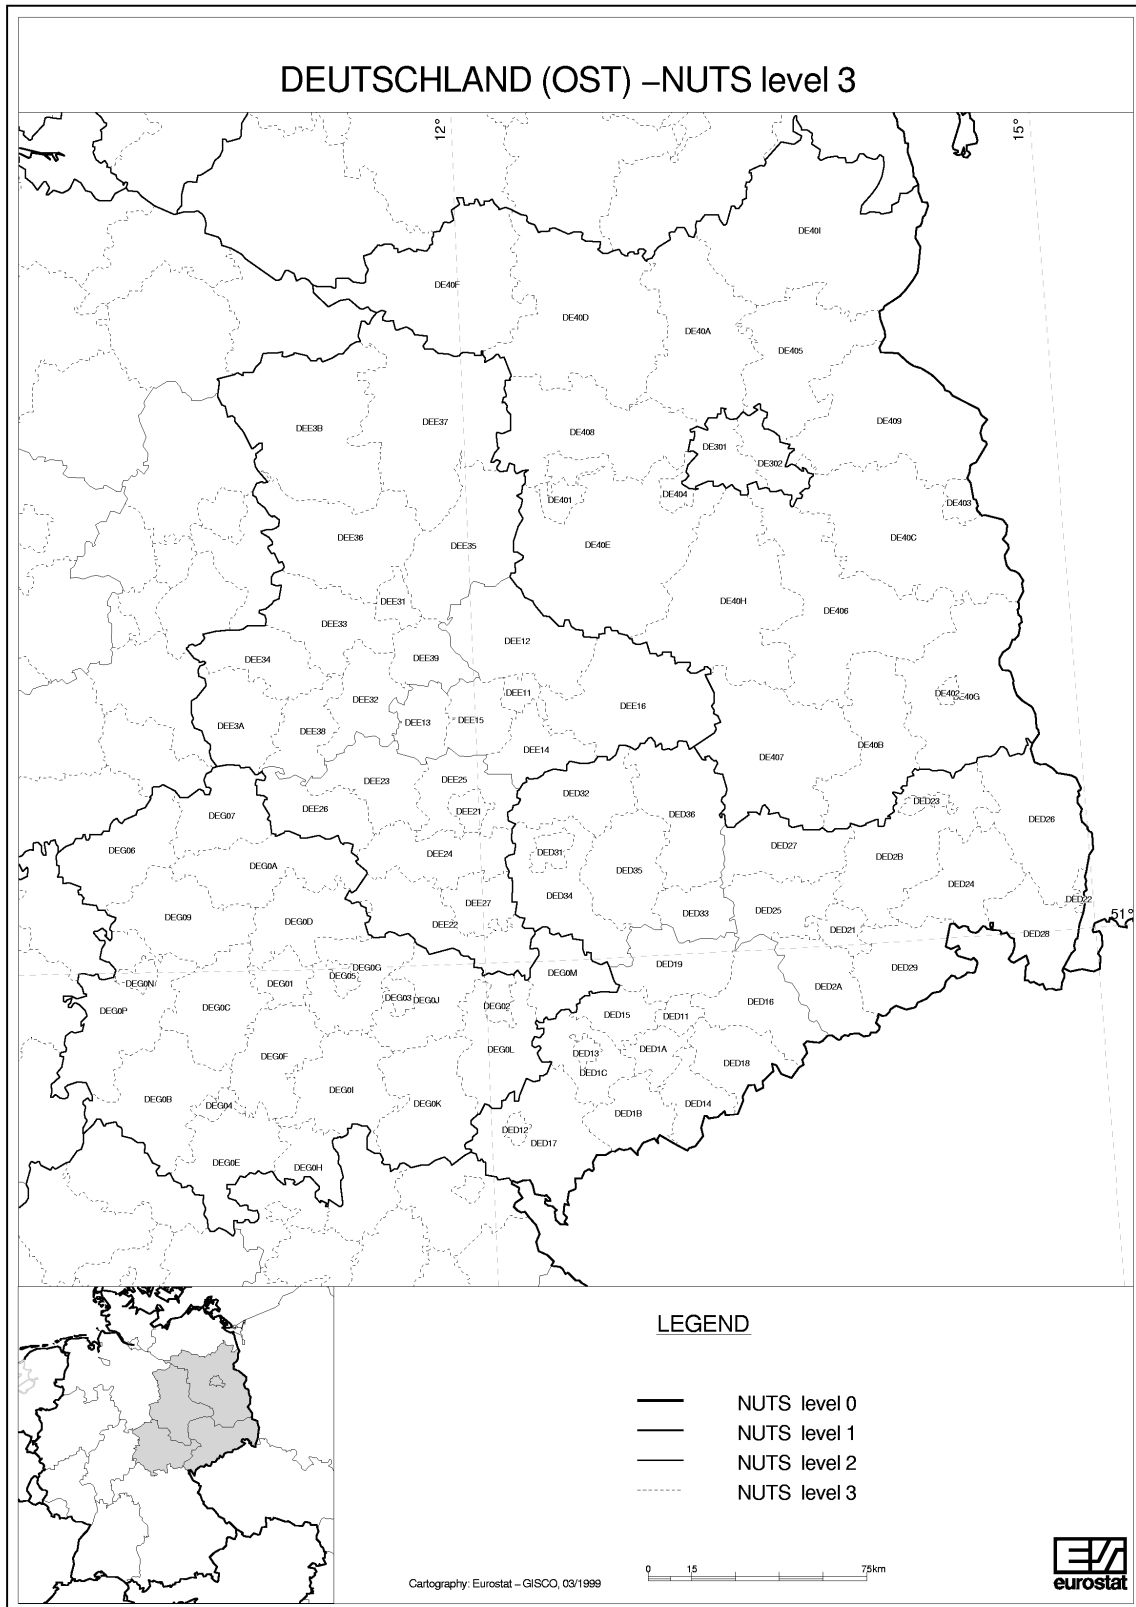 DEUTSCHLAND (OST) –NUTS level 3
12°
15°
DE40I
DE40F
DE40D
DE40A
DE405
DEE3B
DEE37
DE408
DE409
DE301
DE302
DE401
DE404
DE403
DEE36
DEE35
DE40E
DE40C
DEE31
DE40H
DE406
DEE33
DEE12
DEE34
DEE39
DEE32
DEE11
DE402
DE40G
DEE16
DEE3A
DEE38
DEE13
DEE15
DEE14
DE40B
DE407
DEE23
DEE25
DED32
DEE26
DEE21
DED36
DED23
DED26
DEG07
DEG06
DEG0A
DEE24
DED31
DED27
DED2B
DED35
DED24
DED34
DEE27
DED22
DEG09
DEG0D
DEE22
DED33
DED25
DED21
51°
DED28
DEG0N
DEG01
DEG0G
DEG05
DEG0M
DED19
DED29
DEG0P
DEG0C
DEG03
DEG0J
DEG02
DED2A
DED15
DED11
DED16
DEG0F
DEG0L
DED13
DED1A
DED1C
DED18
DEG0B
DEG04
DEG0I
DEG0K
DED1B
DED14
DED12
DED17
DEG0E
DEG0H
LEGEND
NUTS level 0
NUTS level 1
NUTS level 2
NUTS level 3
0 15 75km
Cartography: Eurostat – GISCO, 03/1999
eurostat